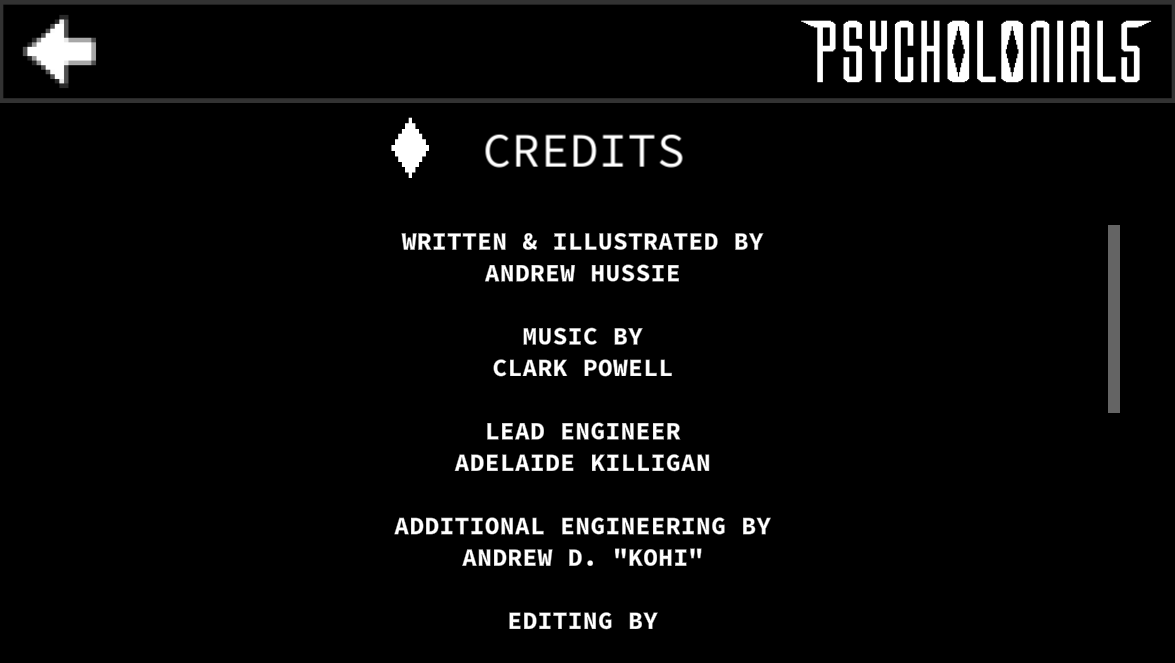 PSYCHOLONIALS
CREDITS
WRITTEN & ILLUSTRATED BY
ANDREW HUSSIE
MUSIC BY
CLARK POWELL
LEAD ENGINEER
ADELAIDE KILLIGAN
ADDITIONAL ENGINEERING BY
ANDREW D. "KOHI"
EDITING BY